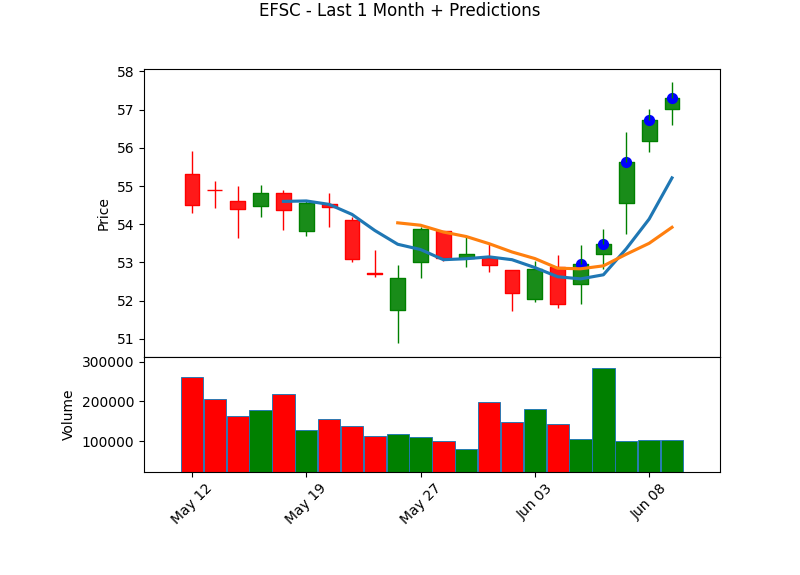 EFSC - Last 1 Month + Predictions
58
57
56
55
54
53
52
51
Price
300000
200000
100000
Volume
May 12
May 19
May 27
Jun 03
Jun 08